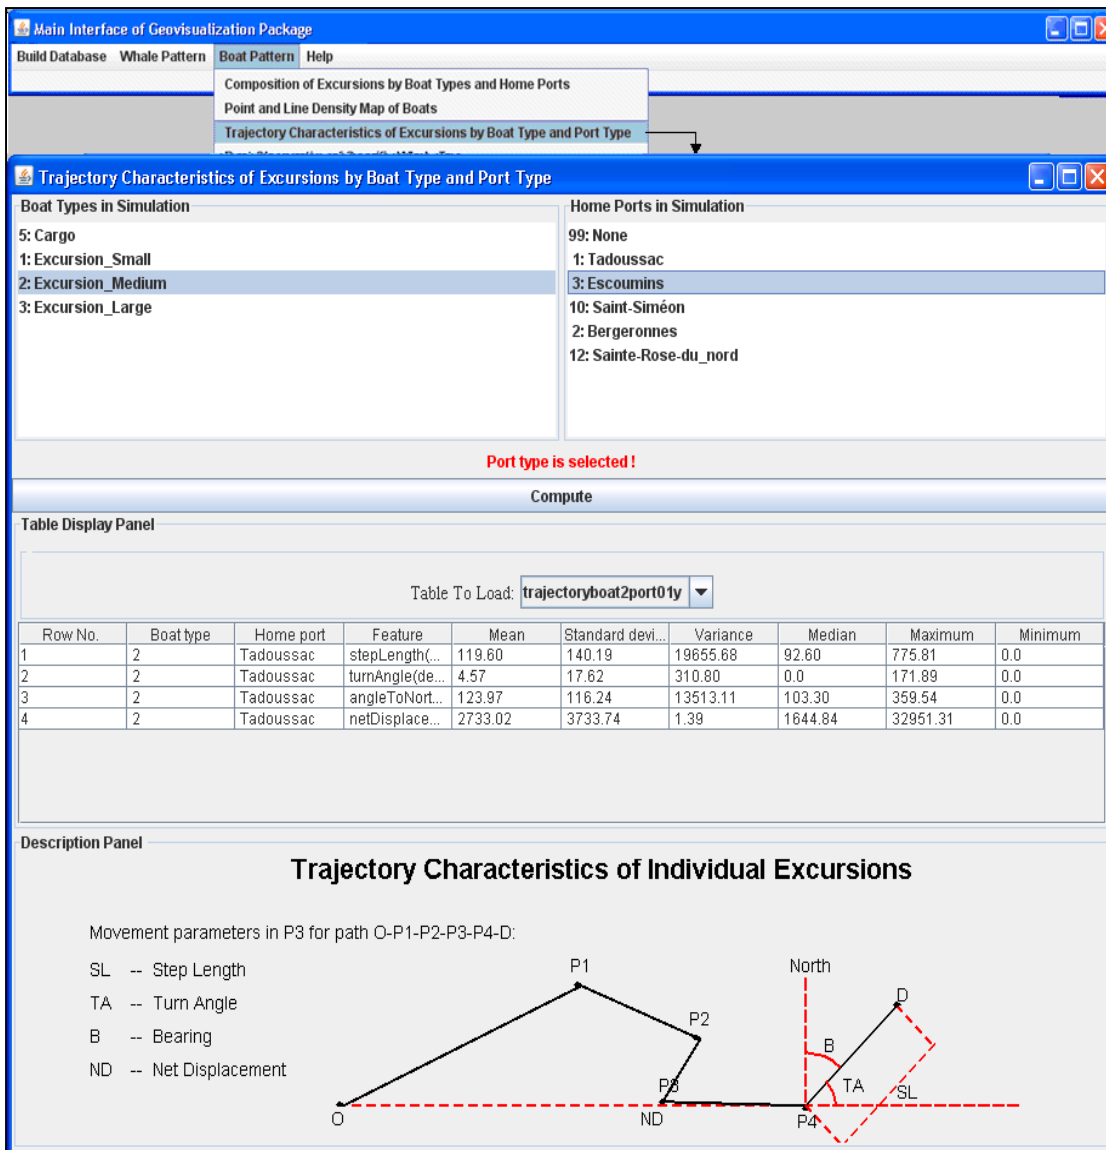 Main Interface of Geovisualization Package
Build Database Whale Pattern Boat Pattern Help
Composition of Excursions by Boat Types and Home Ports
Point and Line Density Map of Boats
Trajectory Characteristics of Excursions by Boat Type and Port Type
Trajectory Characteristics of Excursions by Boat Type and Port Type
Boat Types in Simulation
5: Cargo
1: Excursion_Small
2: Excursion_Medium
3: Excursion_Large
Home Ports in Simulation
99: None
1: Tadoussac
3: Escoumins
10: Saint-Siméon
2: Bergeronnes
12: Sainte-Rose-du_nord
Port type is selected !
Compute
Table Display Panel
Table To Load: trajectoryboat2port01y
Row No. Boat type Home port Feature Mean Standard devi... Variance Median Maximum Minimum
1 2 Tadoussac stepLength(... 119.60 140.19 19655.68 92.60 775.81 0.0
2 2 Tadoussac turnAngle(de... 4.57 17.62 310.80 0.0 171.89 0.0
3 2 Tadoussac angleToNort... 123.97 116.24 13513.11 103.30 359.54 0.0
4 2 Tadoussac netDisplace... 2733.02 3733.74 1.39 1644.84 32951.31 0.0
Description Panel
Trajectory Characteristics of Individual Excursions
Movement parameters in P3 for path O-P1-P2-P3-P4-D:
SL -- Step Length
TA -- Turn Angle
B -- Bearing
ND -- Net Displacement
P1
North
D
P2
B
P3
TA
SL
O
ND
P4